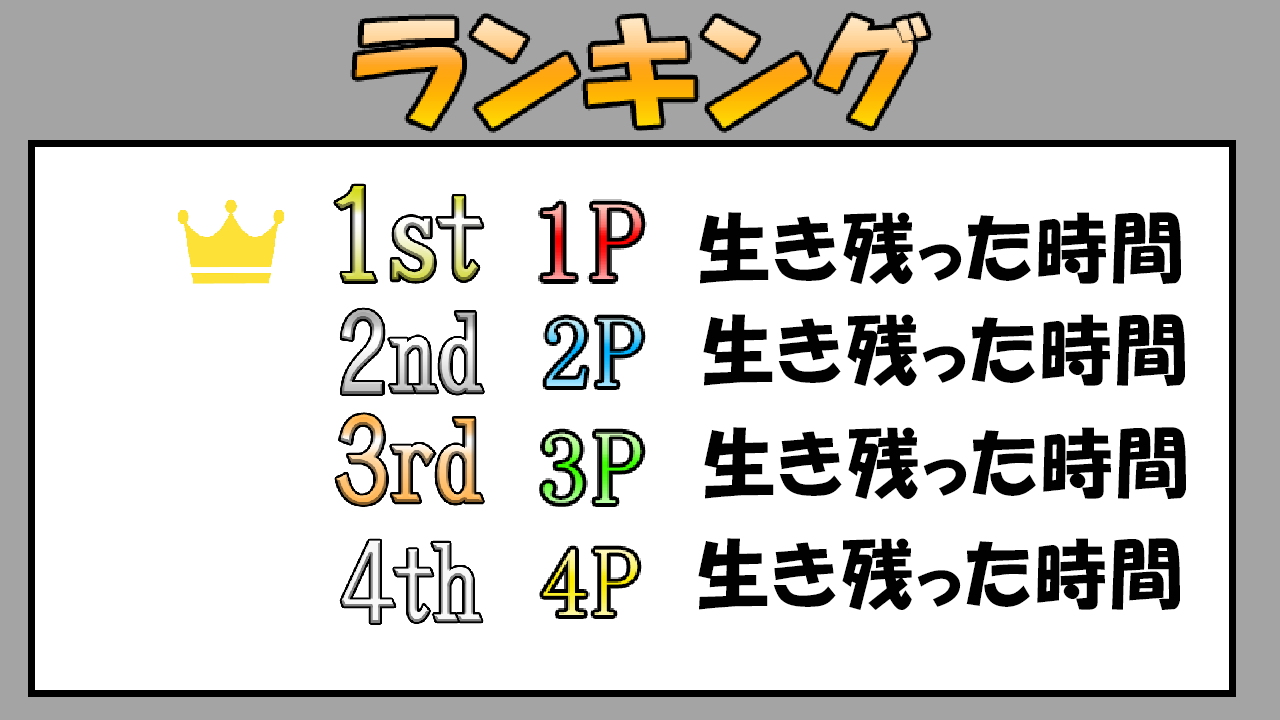 ランキング
1st 1P 生き残った時間
2nd 2P 生き残った時間
3rd 3P 生き残った時間
4th 4P 生き残った時間